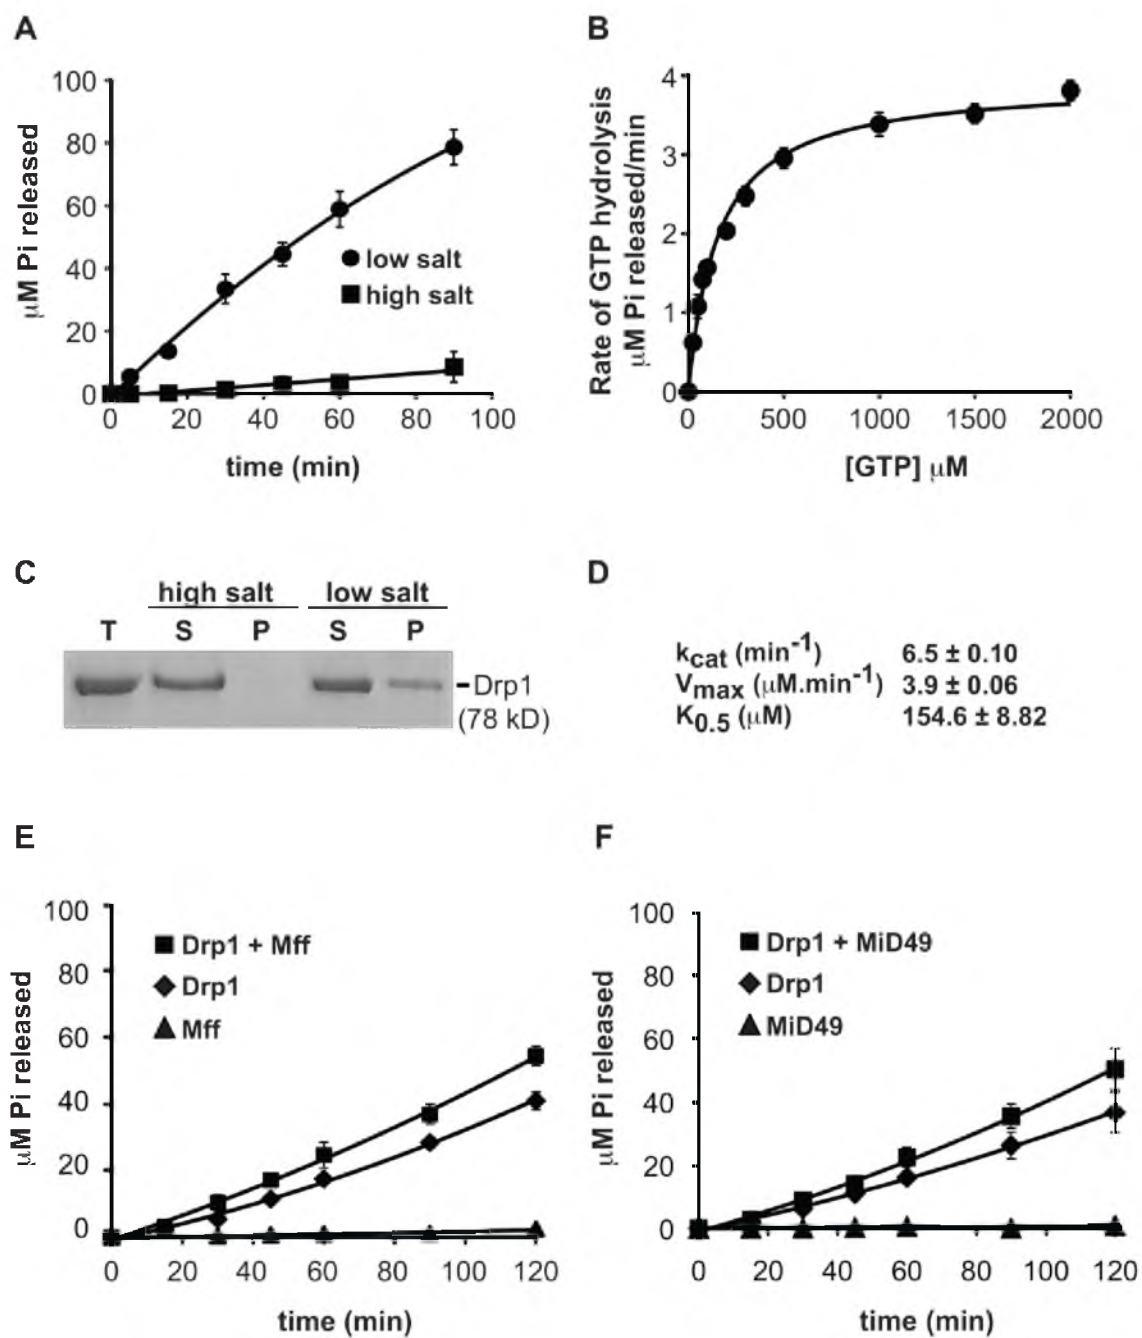 A
μM Pi released
100
80
60
40
20
0
0 20 40 60 80 100
time (min)
low salt
high salt
B
Rate of GTP hydrolysis
μM Pi released/min
4
3
2
1
0
0 500 1000 1500 2000
[GTP] μM
C
high salt low salt
T S P S P
-Drp1
(78 kD)
D
kcat (min-1) 6.5 ± 0.10
Vmax (μM.min-1) 3.9 ± 0.06
K0.5 (μM) 154.6 ± 8.82
E
μM Pi released
100
80
60
40
20
0
0 20 40 60 80 100 120
time (min)
Drp1 + Mff
Drp1
Mff
F
μM Pi released
100
80
60
40
20
0
0 20 40 60 80 100 120
time (min)
Drp1 + MiD49
Drp1
MiD49